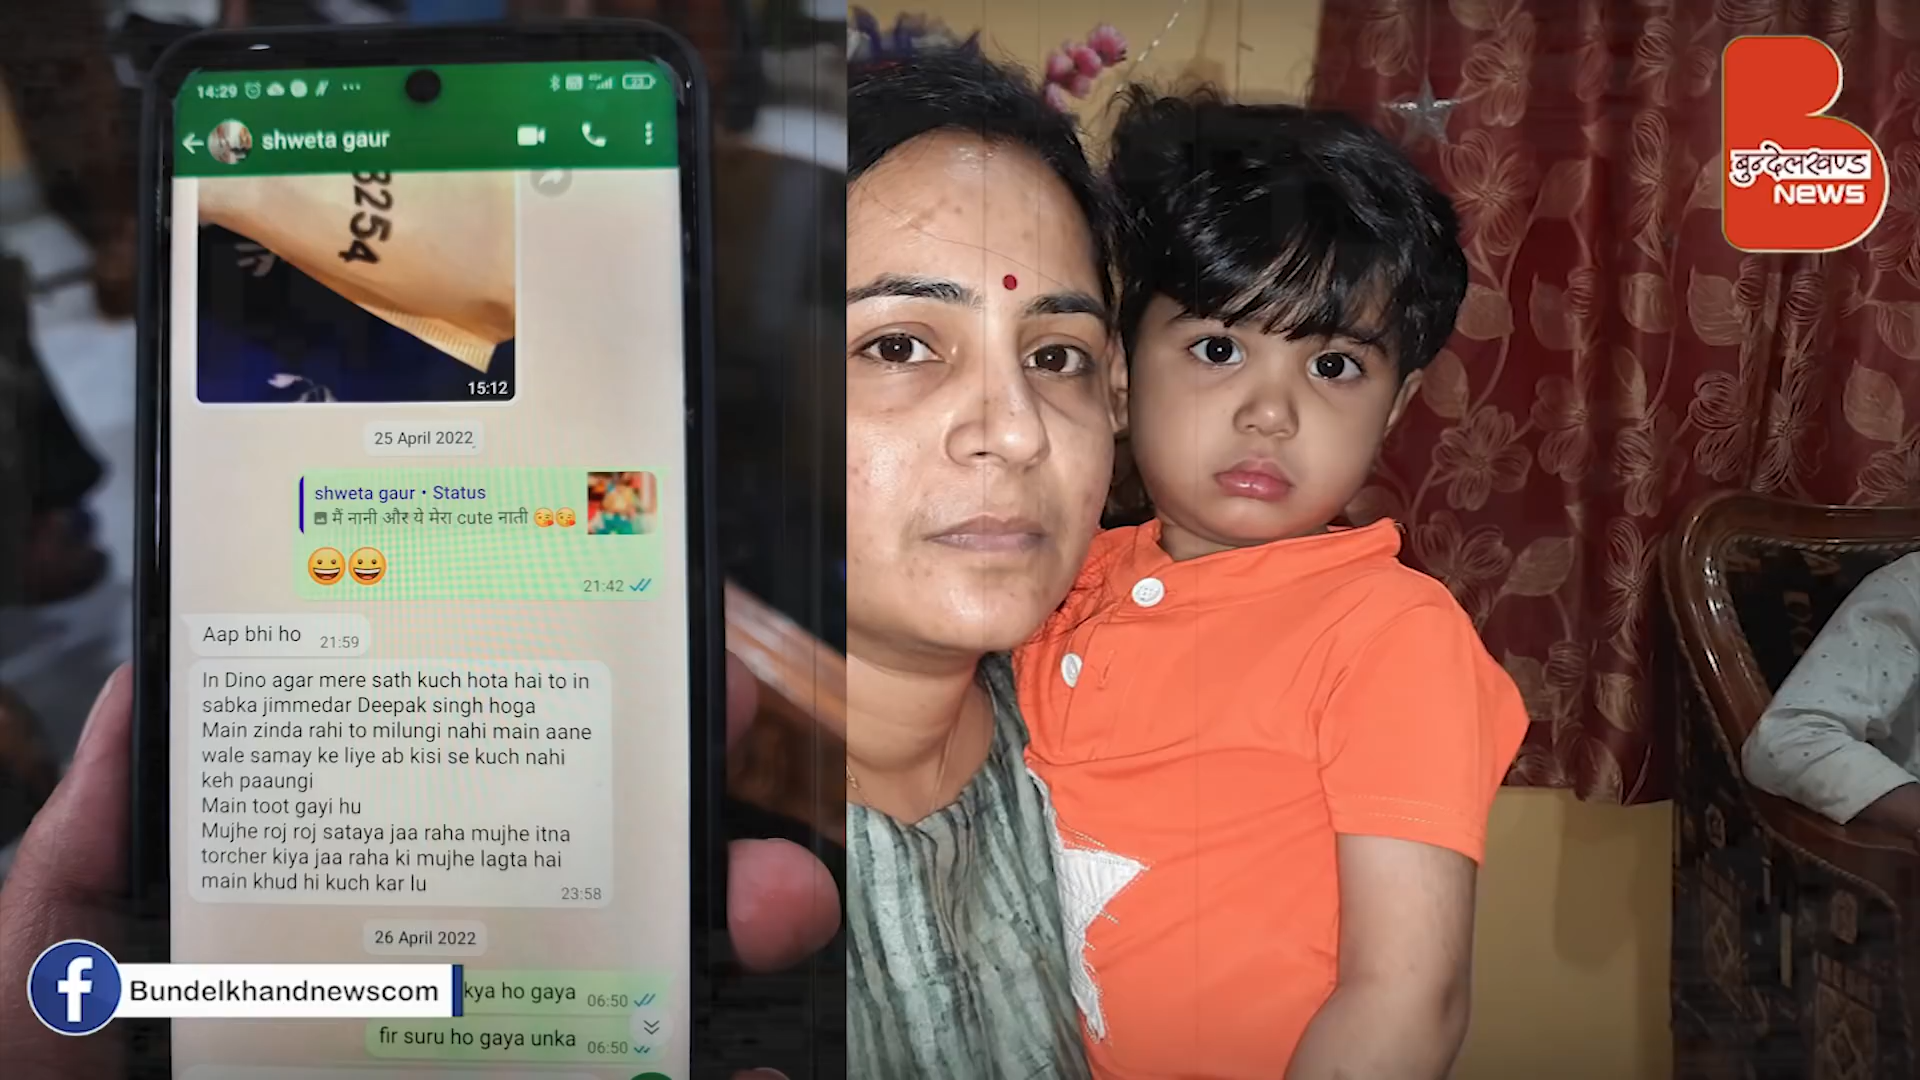 14:29
shweta gaur
3254
15:12
25 April 2022
shweta gaur • Status
मैं नानी और ये मेरा cute नाती 😘😘
😀😀
21:42
Aap bhi ho 21:59
In Dino agar mere sath kuch hota hai to in
sabka jimmedar Deepak singh hoga
Main zinda rahi to milungi nahi main aane
wale samay ke liye ab kisi se kuch nahi
keh paaungi
Main toot gayi hu
Mujhe roj roj sataya jaa raha mujhe itna
torcher kiya jaa raha ki mujhe lagta hai
main khud hi kuch kar lu
23:58
26 April 2022
kya ho gaya 06:50
fir suru ho gaya unka 06:50
Bundelkhandnewscom
बुन्देलखण्ड
NEWS